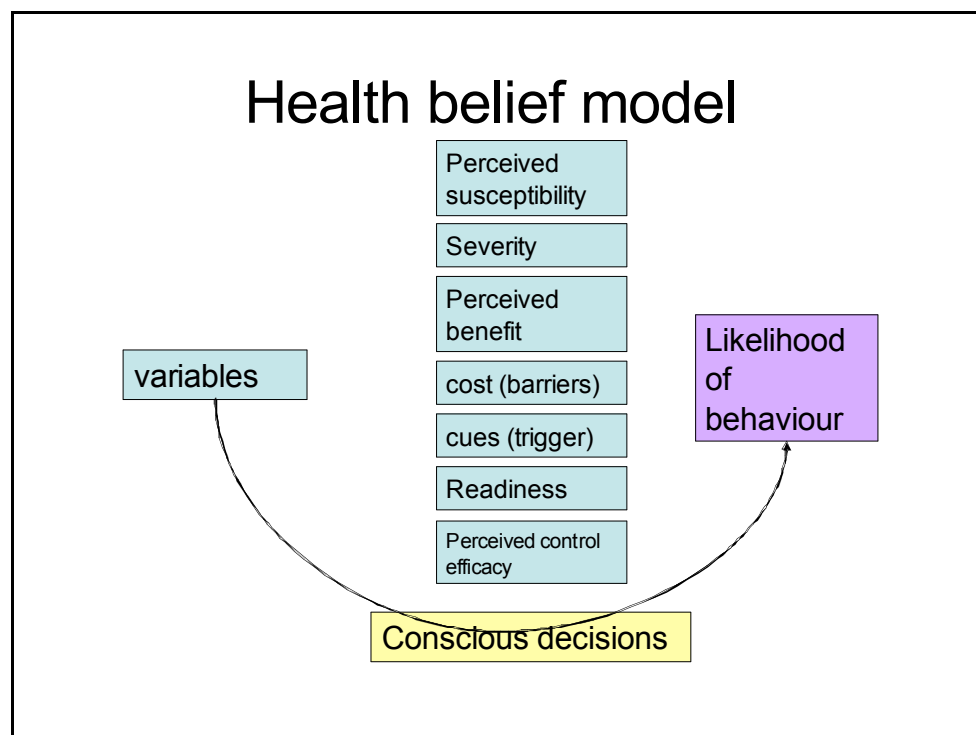 Health belief model
Perceived
susceptibility
Severity
Perceived
benefit
cost (barriers)
cues (trigger)
Readiness
Perceived control
efficacy
variables
Likelihood
of
behaviour
Conscious decisions